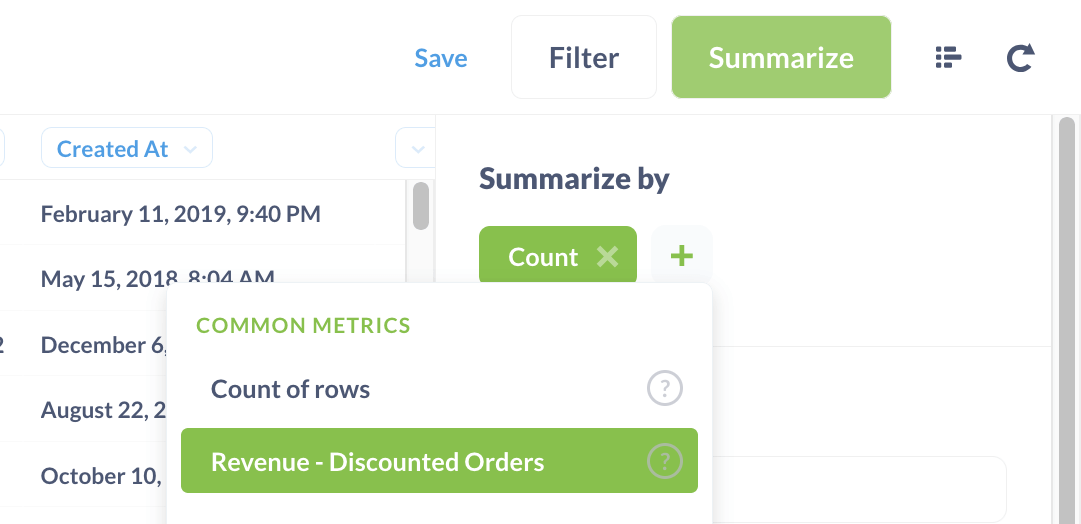 Save
Filter
Summarize
Created At
Summarize by
February 11, 2019, 9:40 PM
Count
May 15, 2018, 8:04 AM
COMMON METRICS
2
December 6,
Count of rows
August 22, 2
Revenue - Discounted Orders
October 10,